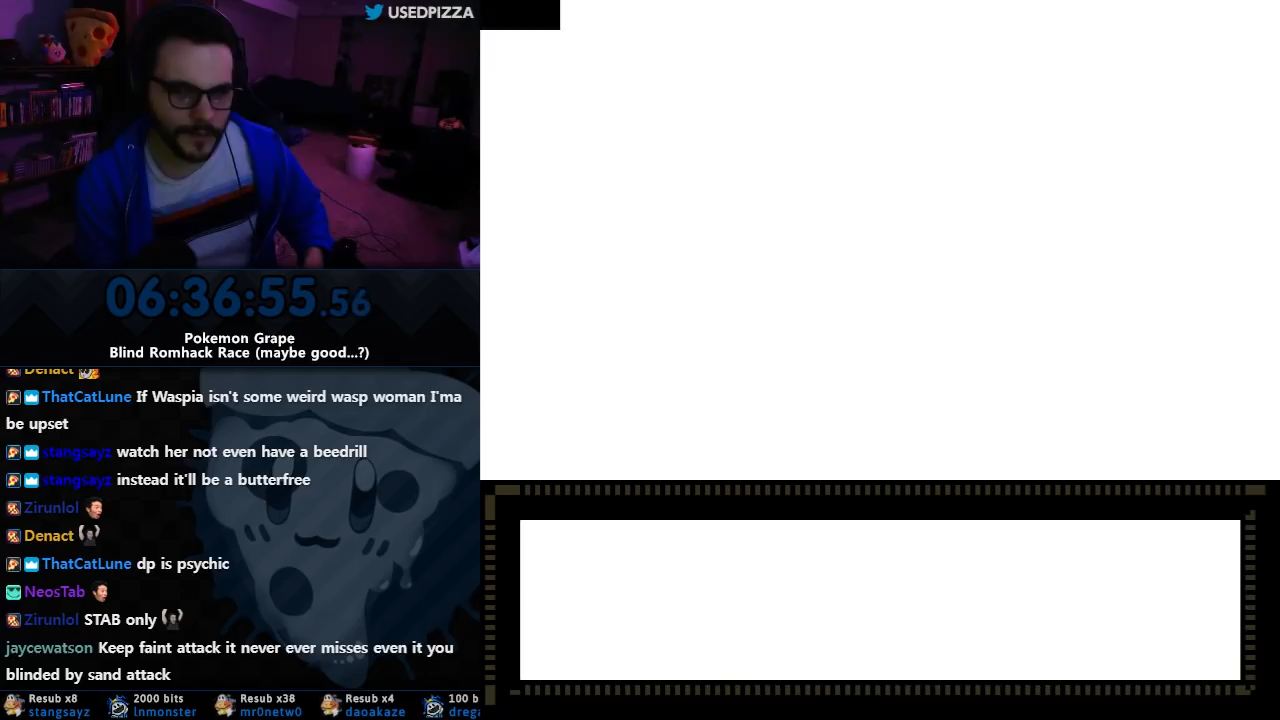 USEDPIZZA
06:36:55.56
Pokemon Grape
Blind Romhack Race (maybe good...?)
Denact
ThatCatLune If Waspia isn't some weird wasp woman I'ma
be upset
stangsayz watch her not even have a beedrill
stangsayz instead it'll be a butterfree
Zirunlol
Denact
ThatCatLune dp is psychic
NeosTab
Zirunlol STAB only
jaycewatson Keep faint attack it never ever misses even it you
blinded by sand attack
Resub x8 2000 bits Resub x38 Resub x4 100 b
stangsayz lnmonster mr0netw0 daoakaze drega